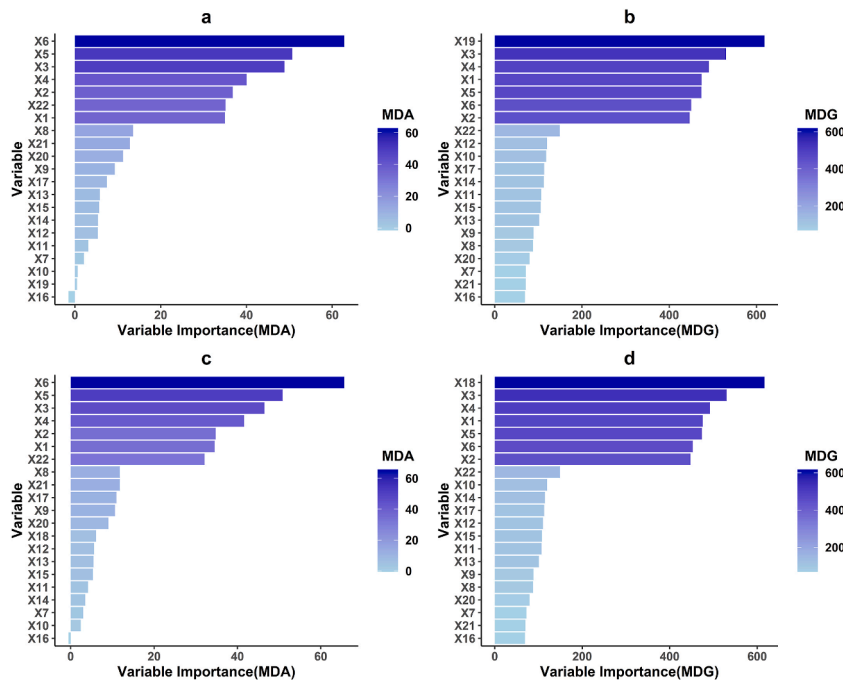 a
X6
X5
X3
X4
X2
X22
X1
X8
X21
X20
X9
X17
X13
X15
X14
X12
X11
X7
X10
X19
X16
Variable
0
20
40
60
Variable Importance(MDA)
MDA
60
40
20
0
b
X19
X3
X4
X1
X5
X6
X2
X22
X12
X10
X17
X14
X11
X15
X13
X9
X8
X20
X7
X21
X16
0
200
400
600
Variable Importance(MDG)
MDG
600
400
200
c
X6
X5
X3
X4
X2
X1
X22
X8
X21
X17
X9
X20
X18
X12
X13
X15
X11
X14
X7
X10
X16
Variable
0
20
40
60
Variable Importance(MDA)
MDA
60
40
20
0
d
X18
X3
X4
X1
X5
X6
X2
X22
X10
X14
X17
X12
X15
X11
X13
X9
X8
X20
X7
X21
X16
0
200
400
600
Variable Importance(MDG)
MDG
600
400
200